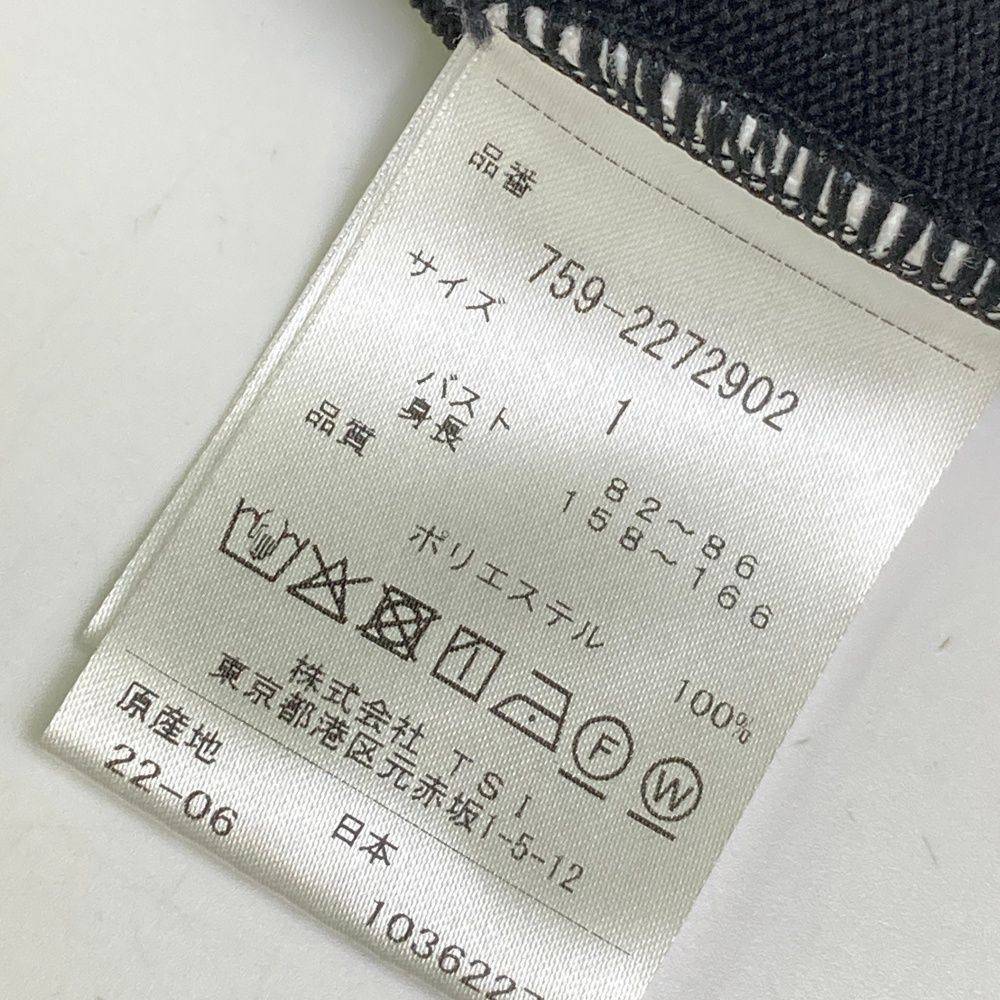 品番
759-2272902
サイズ
1
バスト 82～86
身長 158～166
品質
ポリエステル 100%
F W
株式会社 TSI
東京都港区元赤坂1-5-12
原産地 日本
22-06